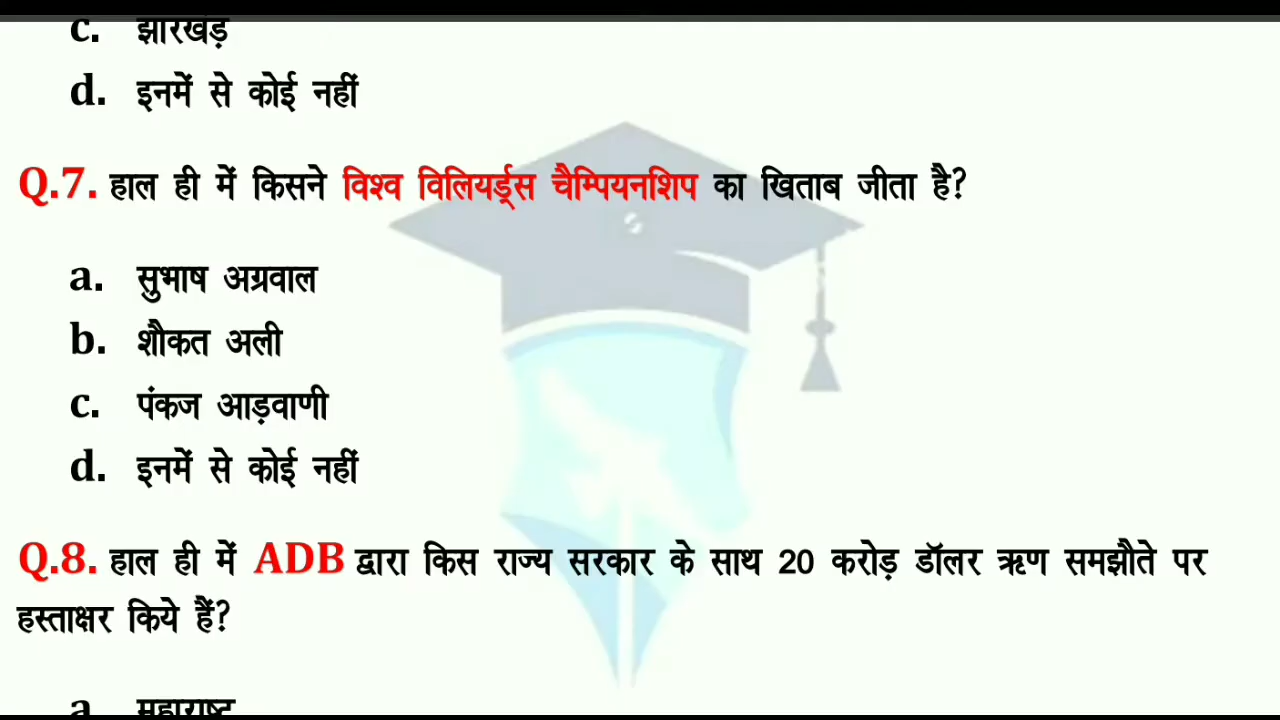 c. झारखंड़
d. इनमें से कोई नहीं
Q.7. हाल ही में किसने विश्व विलियर्ड्स चैम्पियनशिप का खिताब जीता है?
a. सुभाष अग्रवाल
b. शौकत अली
c. पंकज आड़वाणी
d. इनमें से कोई नहीं
Q.8. हाल ही में ADB द्वारा किस राज्य सरकार के साथ 20 करोड़ डॉलर ऋण समझौते पर
हस्ताक्षर किये हैं?
a महाराष्ट्र